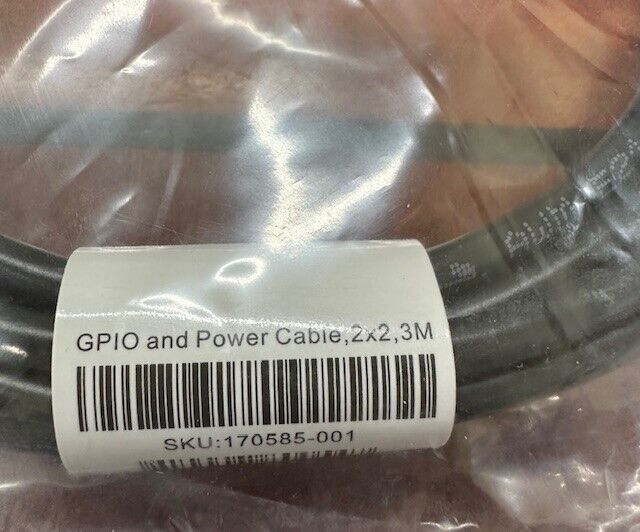 GPIO and Power Cable,2x2,3M
SKU:170585-001